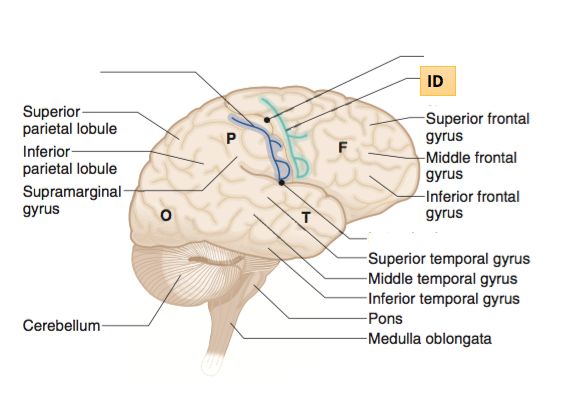 ID
Superior
parietal lobule
Inferior
parietal lobule
Supramarginal
gyrus
P
F
O
T
Superior frontal
gyrus
Middle frontal
gyrus
Inferior frontal
gyrus
Superior temporal gyrus
Middle temporal gyrus
Inferior temporal gyrus
Pons
Medulla oblongata
Cerebellum